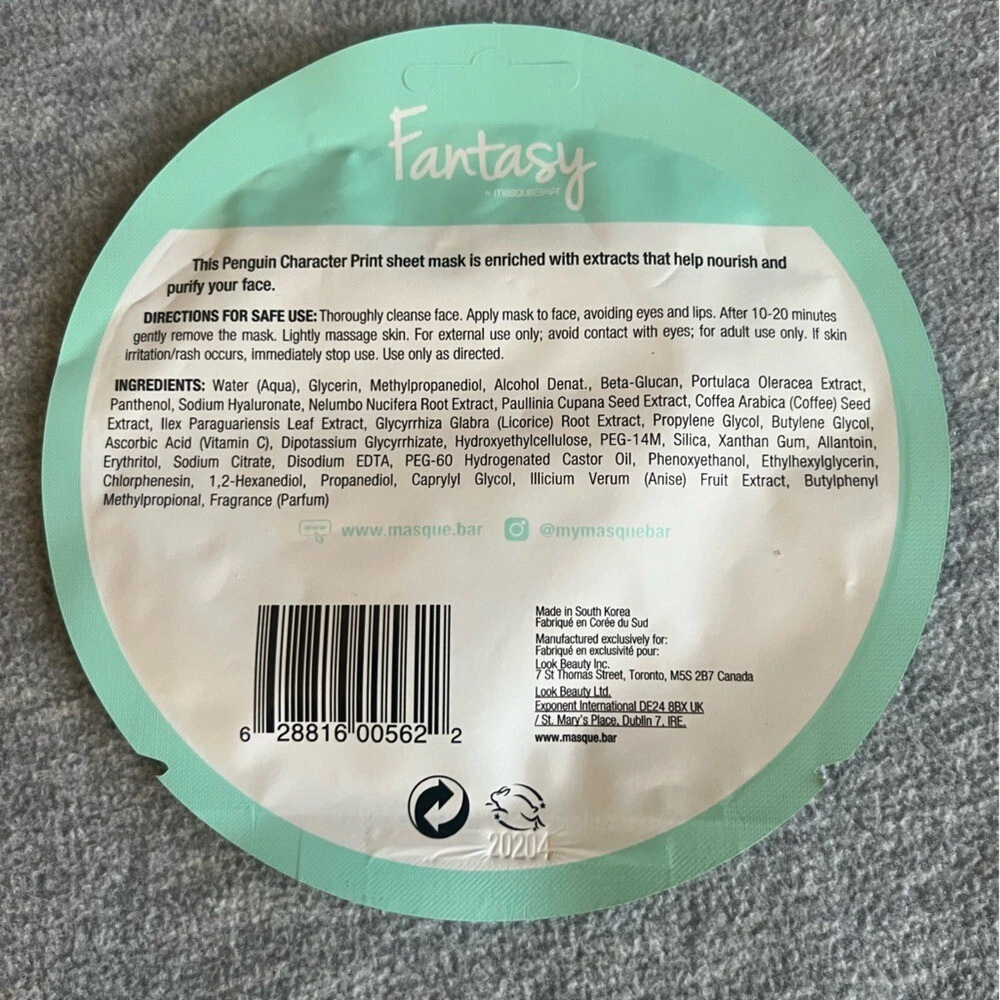 Fantasy
by masqueBAR
This Penguin Character Print sheet mask is enriched with extracts that help nourish and
purify your face.
DIRECTIONS FOR SAFE USE: Thoroughly cleanse face. Apply mask to face, avoiding eyes and lips. After 10-20 minutes
gently remove the mask. Lightly massage skin. For external use only; avoid contact with eyes; for adult use only. If skin
irritation/rash occurs, immediately stop use. Use only as directed.
INGREDIENTS: Water (Aqua), Glycerin, Methylpropanediol, Alcohol Denat., Beta-Glucan, Portulaca Oleracea Extract,
Panthenol, Sodium Hyaluronate, Nelumbo Nucifera Root Extract, Paullinia Cupana Seed Extract, Coffea Arabica (Coffee) Seed
Extract, Ilex Paraguariensis Leaf Extract, Glycyrrhiza Glabra (Licorice) Root Extract, Propylene Glycol, Butylene Glycol,
Ascorbic Acid (Vitamin C), Dipotassium Glycyrrhizate, Hydroxyethylcellulose, PEG-14M, Silica, Xanthan Gum, Allantoin,
Erythritol, Sodium Citrate, Disodium EDTA, PEG-60 Hydrogenated Castor Oil, Phenoxyethanol, Ethylhexylglycerin,
Chlorphenesin, 1,2-Hexanediol, Propanediol, Caprylyl Glycol, Illicium Verum (Anise) Fruit Extract, Butylphenyl
Methylpropional, Fragrance (Parfum)
www.masque.bar @mymasquebar
Made in South Korea
Fabriqué en Corée du Sud
Manufactured exclusively for:
Fabriqué en exclusivité pour:
Look Beauty Inc.
7 St Thomas Street, Toronto, M5S 2B7 Canada
Look Beauty Ltd.
Exponent International DE24 8BX UK
/ St. Mary's Place, Dublin 7, IRE.
www.masque.bar
6 28816 00562 2
20204